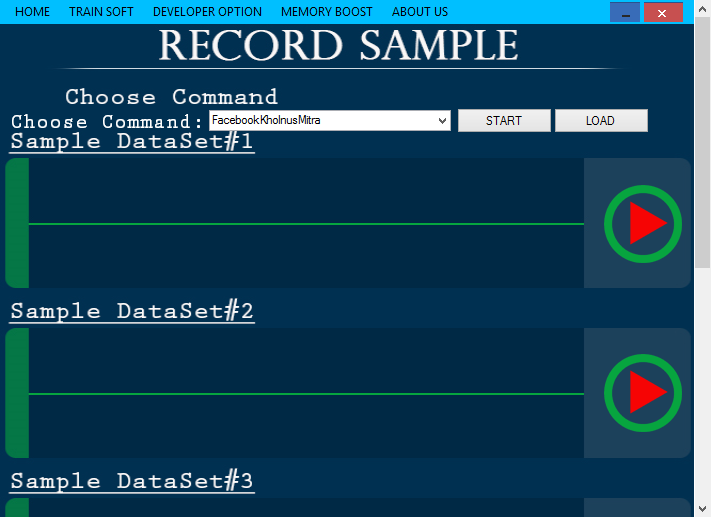 HOME TRAIN SOFT DEVELOPER OPTION MEMORY BOOST ABOUT US
RECORD SAMPLE
Choose Command
Choose Command: FacebookKholnusMitra START LOAD
Sample DataSet#1
Sample DataSet#2
Sample DataSet#3